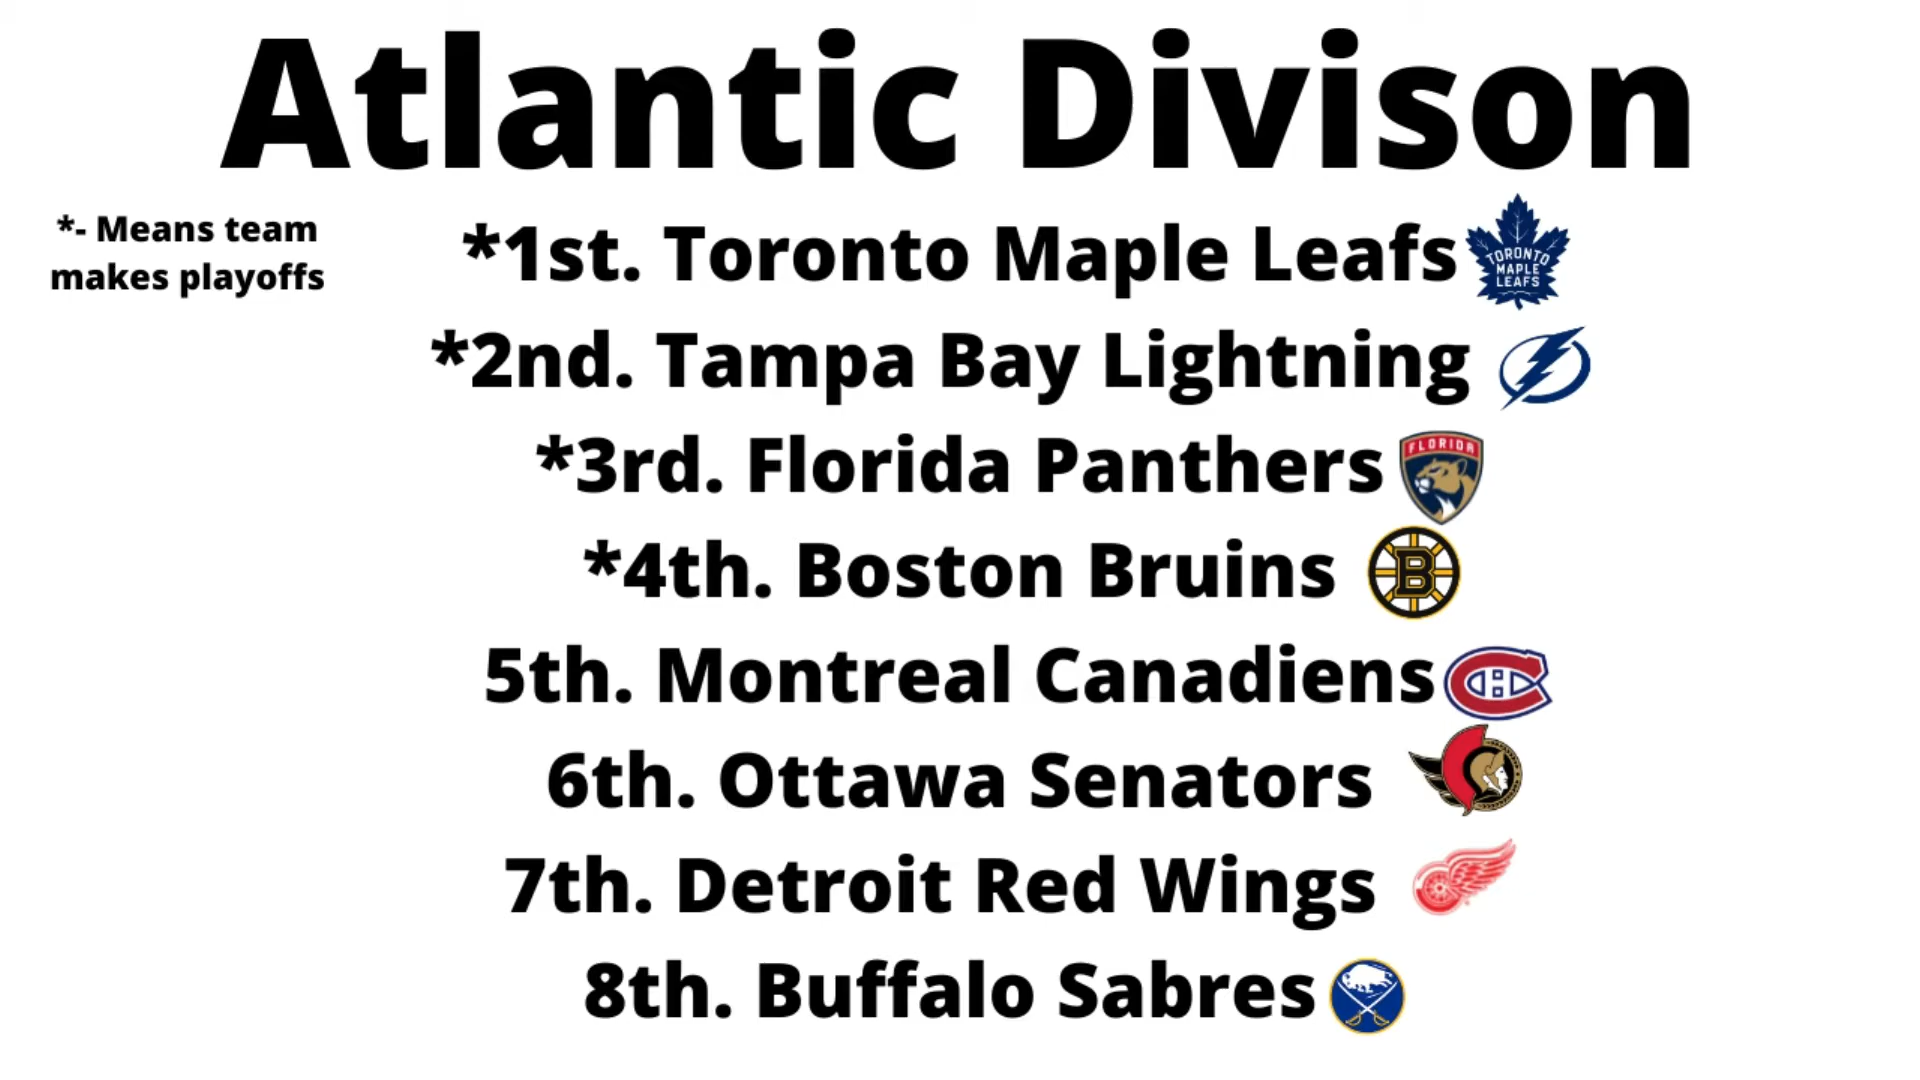 Atlantic Divison
*- Means team
makes playoffs
*1st. Toronto Maple Leafs
TORONTO
MAPLE
LEAFS
*2nd. Tampa Bay Lightning
*3rd. Florida Panthers
FLORIDA
*4th. Boston Bruins
B
5th. Montreal Canadiens
6th. Ottawa Senators
7th. Detroit Red Wings
8th. Buffalo Sabres